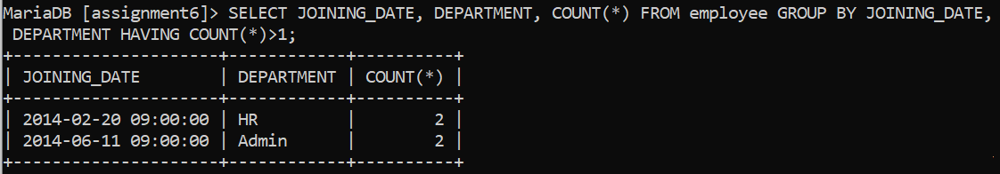 MariaDB [assignment6]> SELECT JOINING_DATE, DEPARTMENT, COUNT(*) FROM employee GROUP BY JOINING_DATE,
 DEPARTMENT HAVING COUNT(*)>1;
+---------------------+------------+----------+
| JOINING_DATE        | DEPARTMENT | COUNT(*) |
+---------------------+------------+----------+
| 2014-02-20 09:00:00 | HR         |        2 |
| 2014-06-11 09:00:00 | Admin      |        2 |
+---------------------+------------+----------+